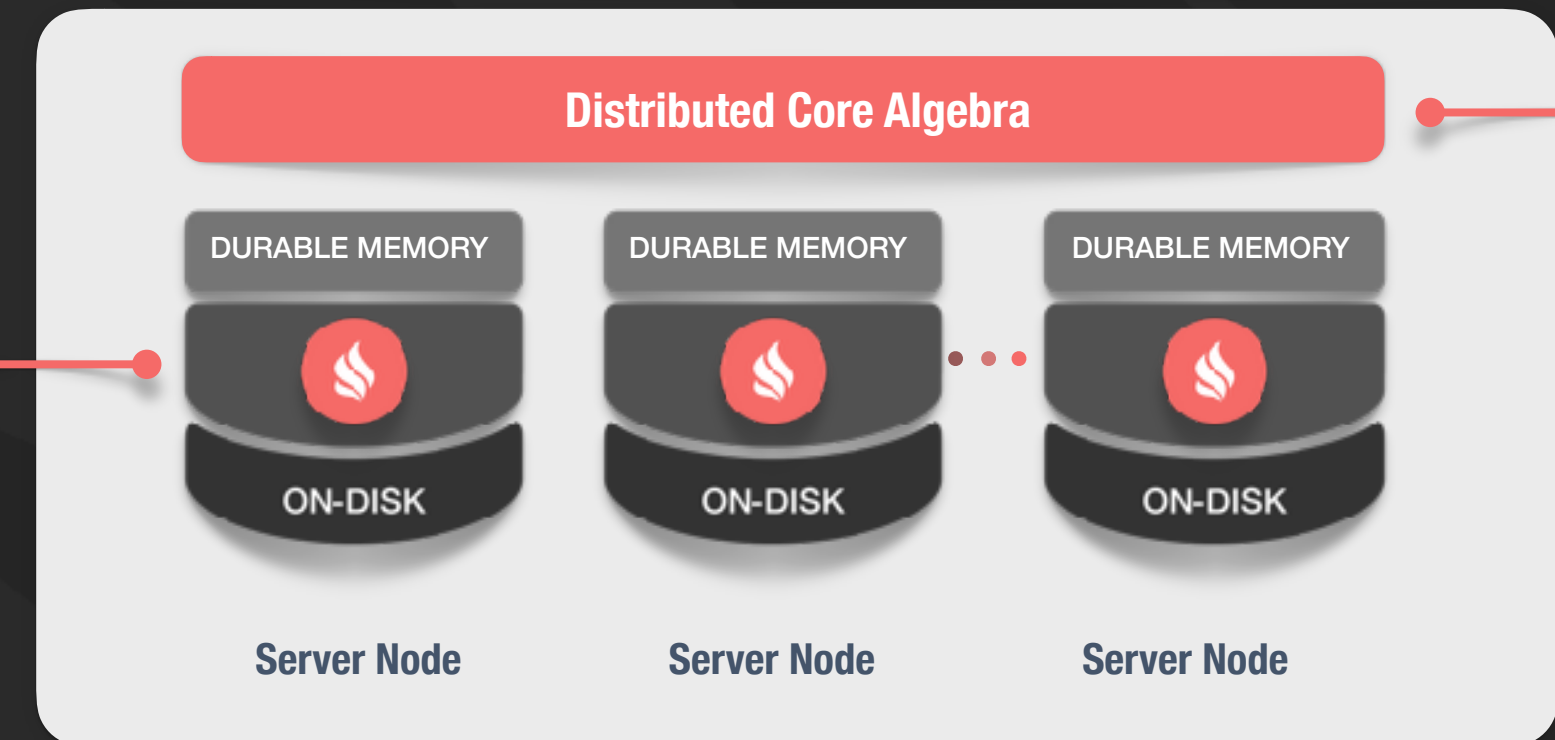 Distributed Core Algebra
DURABLE MEMORY
DURABLE MEMORY
DURABLE MEMORY
ON-DISK
ON-DISK
ON-DISK
Server Node
Server Node
Server Node